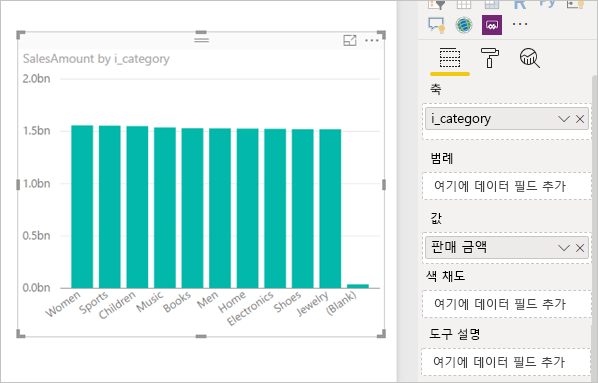 R
Py
SalesAmount by i_category
2.0bn
1.5bn
1.0bn
0.5bn
0.0bn
Women
Sports
Children
Music
Books
Men
Home
Electronics
Shoes
Jewelry
(Blank)
축
i_category
범례
여기에 데이터 필드 추가
값
판매 금액
색 채도
여기에 데이터 필드 추가
도구 설명
여기에 데이터 필드 추가